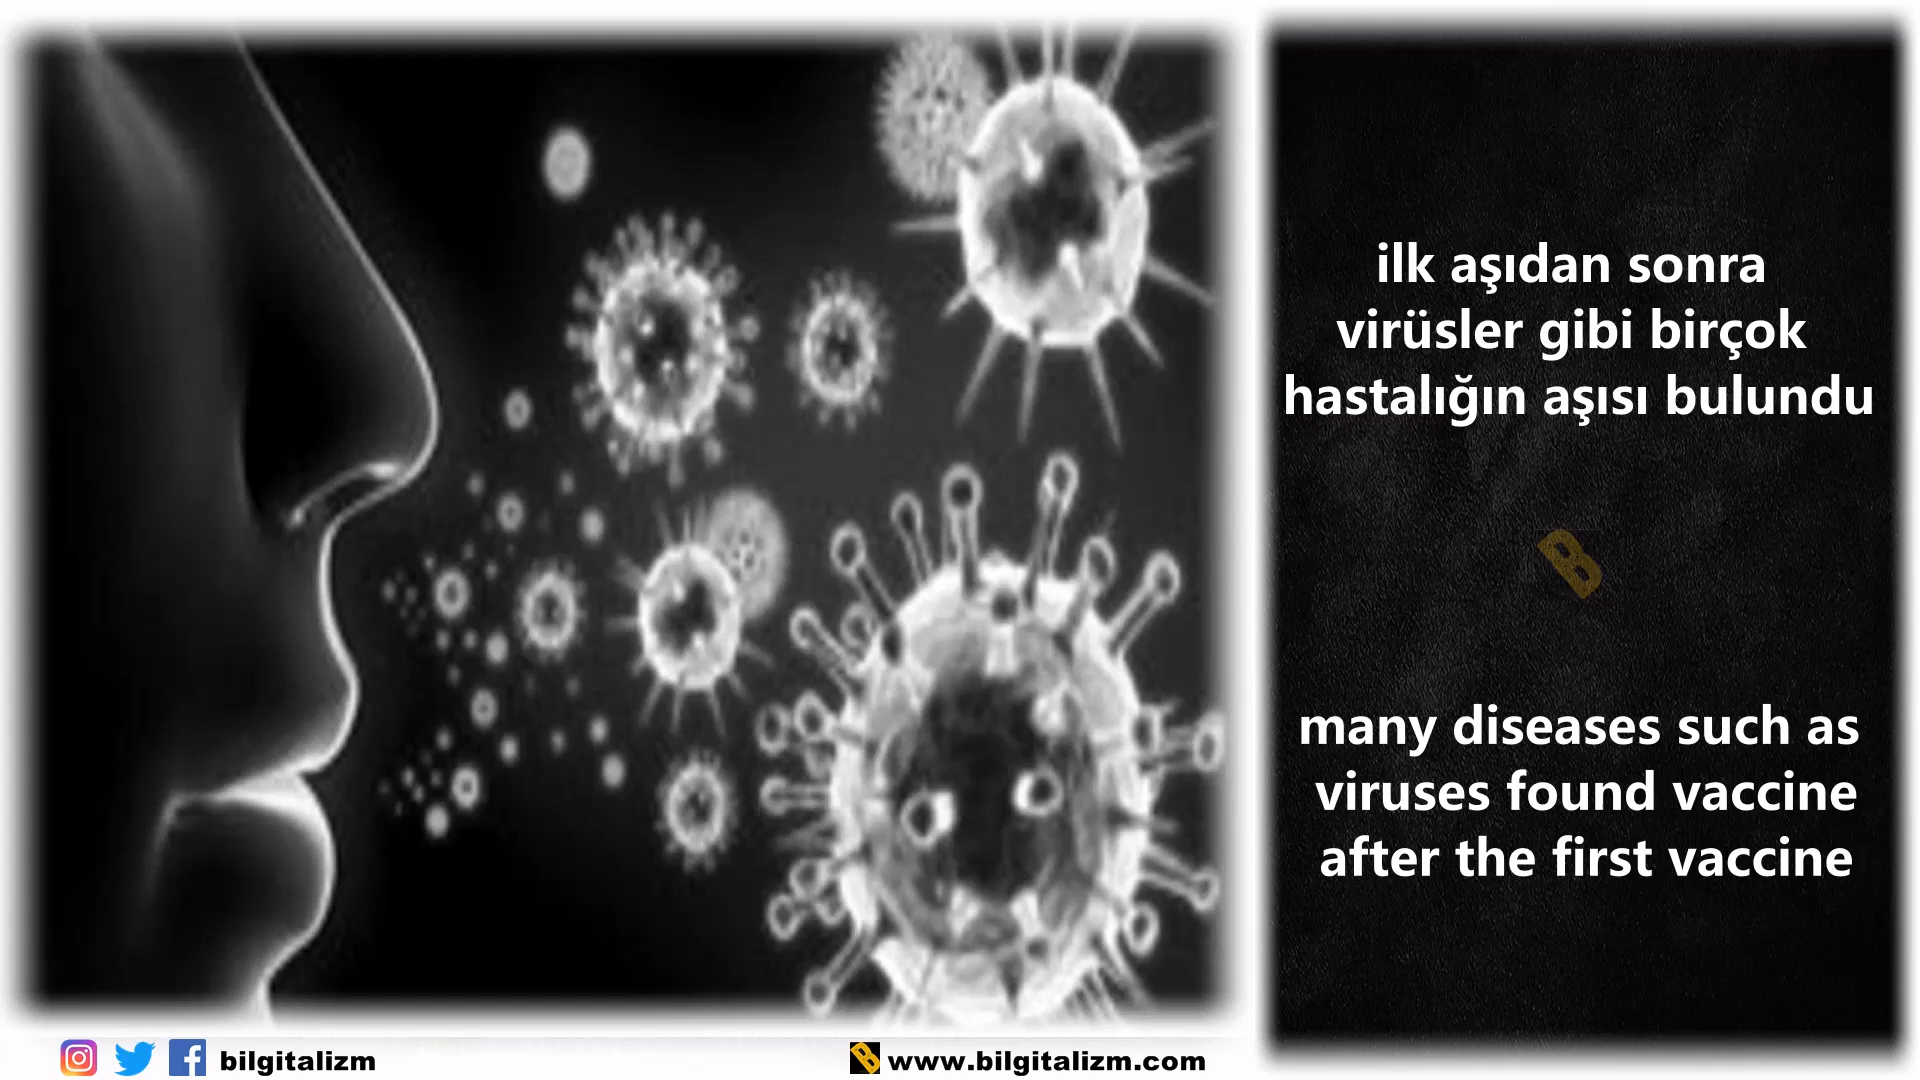 ilk aşıdan sonra
virüsler gibi birçok
hastalığın aşısı bulundu
B
many diseases such as
viruses found vaccine
after the first vaccine
bilgitalizm
B www.bilgitalizm.com